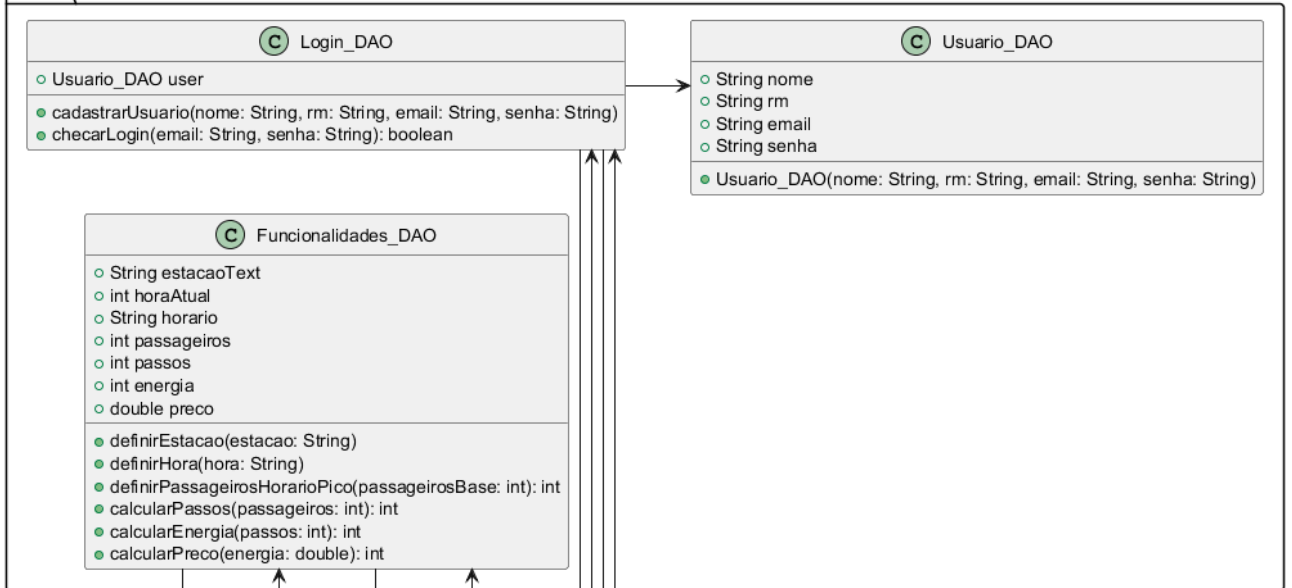 C Login_DAO
Usuario_DAO user
cadastrarUsuario(nome: String, rm: String, email: String, senha: String)
checarLogin(email: String, senha: String): boolean
C Usuario_DAO
String nome
String rm
String email
String senha
Usuario_DAO(nome: String, rm: String, email: String, senha: String)
C Funcionalidades_DAO
String estacaoText
int horaAtual
String horario
int passageiros
int passos
int energia
double preco
definirEstacao(estacao: String)
definirHora(hora: String)
definirPassageirosHorarioPico(passageirosBase: int): int
calcularPassos(passageiros: int): int
calcularEnergia(passos: int): int
calcularPreco(energia: double): int